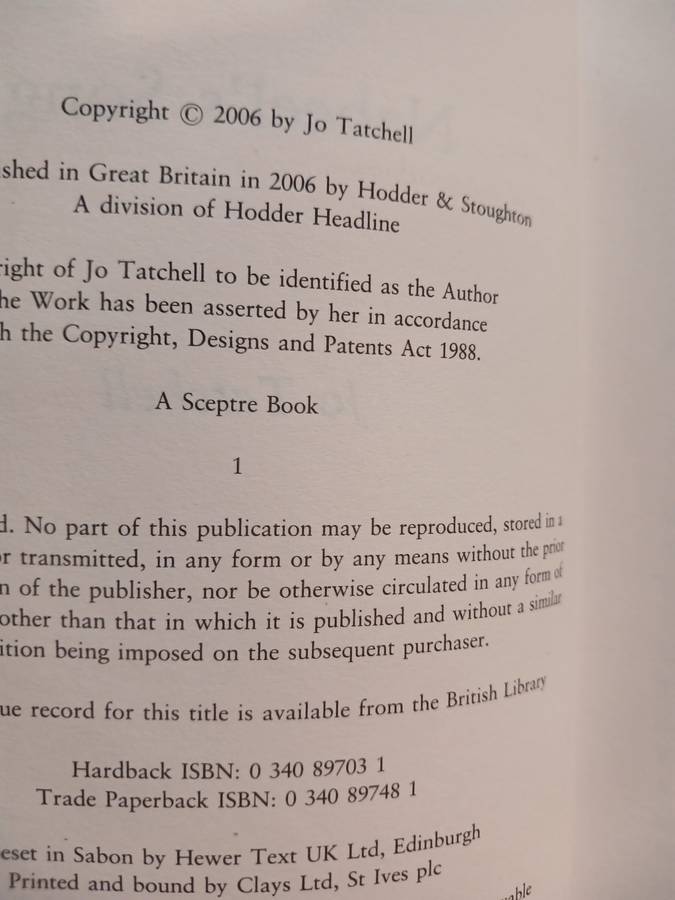 Copyright © 2006 by Jo Tatchell
shed in Great Britain in 2006 by Hodder & Stoughton
A division of Hodder Headline
right of Jo Tatchell to be identified as the Author
he Work has been asserted by her in accordance
h the Copyright, Designs and Patents Act 1988.
A Sceptre Book
1
d. No part of this publication may be reproduced, stored in a
or transmitted, in any form or by any means without the prior
n of the publisher, nor be otherwise circulated in any form of
other than that in which it is published and without a similar
ition being imposed on the subsequent purchaser.
ue record for this title is available from the British Library
Hardback ISBN: 0 340 89703 1
Trade Paperback ISBN: 0 340 89748 1
eset in Sabon by Hewer Text UK Ltd, Edinburgh
Printed and bound by Clays Ltd, St Ives plc